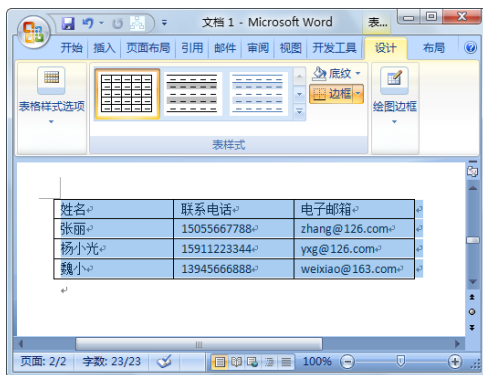 文档 1 - Microsoft Word
表...
开始 插入 页面布局 引用 邮件 审阅 视图 开发工具 设计 布局
表格样式选项
底纹
边框
绘图边框
表样式
姓名 联系电话 电子邮箱
张丽 15055667788 zhang@126.com
杨小光 15911223344 yxg@126.com
魏小 13945666888 weixiao@163.com
页面: 2/2 字数: 23/23 100%